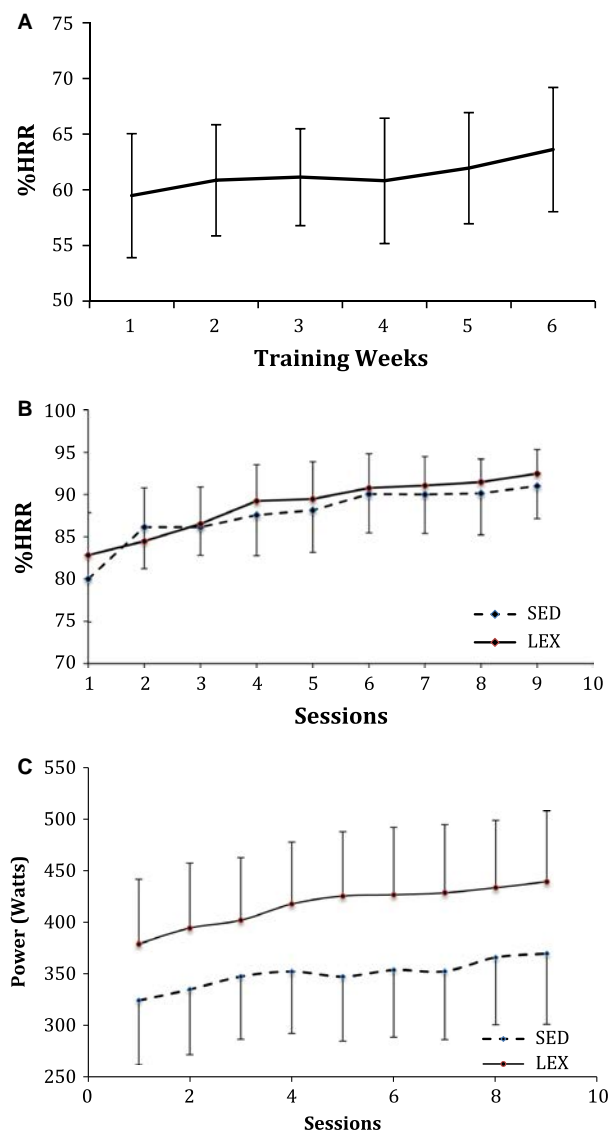 A
75
70
65
60
55
50
%HRR
1 2 3 4 5 6
Training Weeks
B
100
95
90
85
80
75
70
%HRR
SED
LEX
1 2 3 4 5 6 7 8 9 10
Sessions
C
550
500
450
400
350
300
250
Power (Watts)
SED
LEX
0 2 4 6 8 10
Sessions